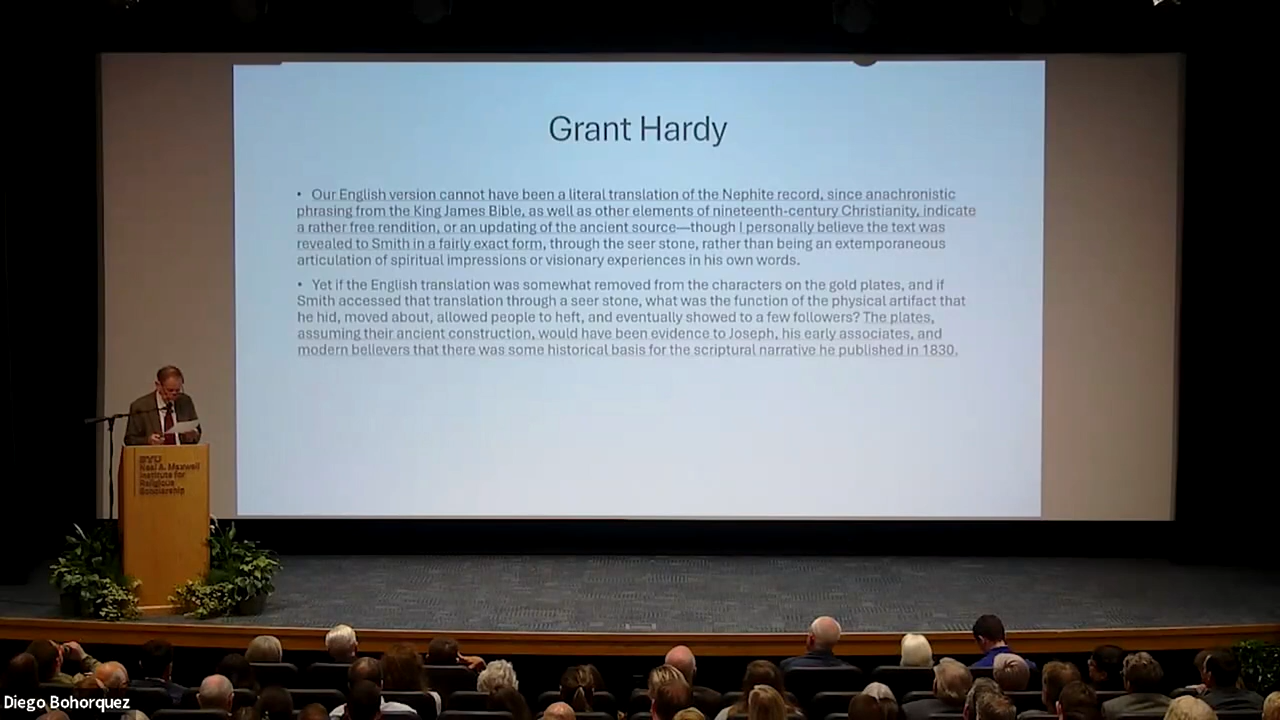 Grant Hardy
• Our English version cannot have been a literal translation of the Nephite record, since anachronistic
phrasing from the King James Bible, as well as other elements of nineteenth-century Christianity, indicate
a rather free rendition, or an updating of the ancient source—though I personally believe the text was
revealed to Smith in a fairly exact form, through the seer stone, rather than being an extemporaneous
articulation of spiritual impressions or visionary experiences in his own words.
• Yet if the English translation was somewhat removed from the characters on the gold plates, and if
Smith accessed that translation through a seer stone, what was the function of the physical artifact that
he hid, moved about, allowed people to heft, and eventually showed to a few followers? The plates,
assuming their ancient construction, would have been evidence to Joseph, his early associates, and
modern believers that there was some historical basis for the scriptural narrative he published in 1830.
BYU
Neal A. Maxwell
Institute for
Religious
Scholarship
Diego Bohorquez